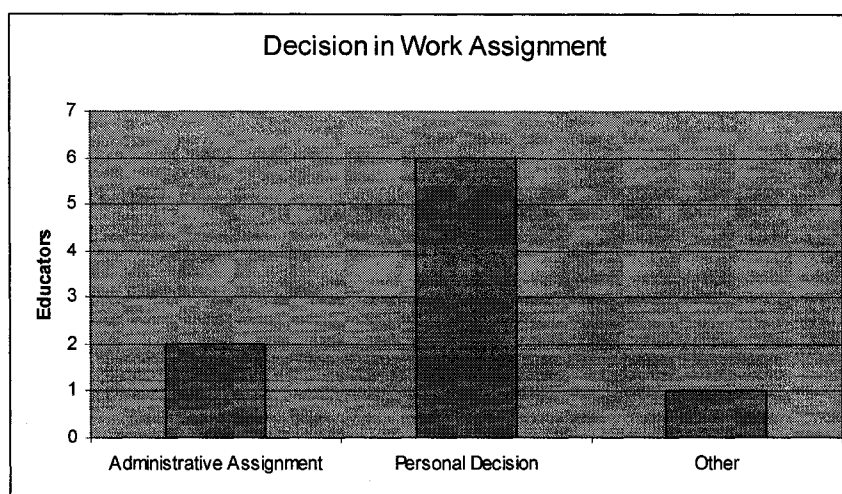 Decision in Work Assignment
7
6
5
4
3
2
1
0
Educators
Administrative Assignment Personal Decision Other